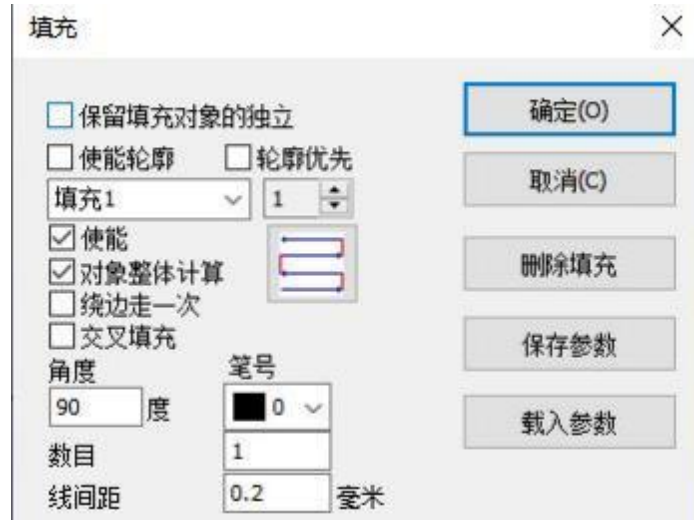 填充
保留填充对象的独立
使能轮廓 轮廓优先
填充1 1
使能
对象整体计算
绕边走一次
交叉填充
角度 笔号
90 度 0
数目 1
线间距 0.2 毫米
确定(O)
取消(C)
删除填充
保存参数
载入参数